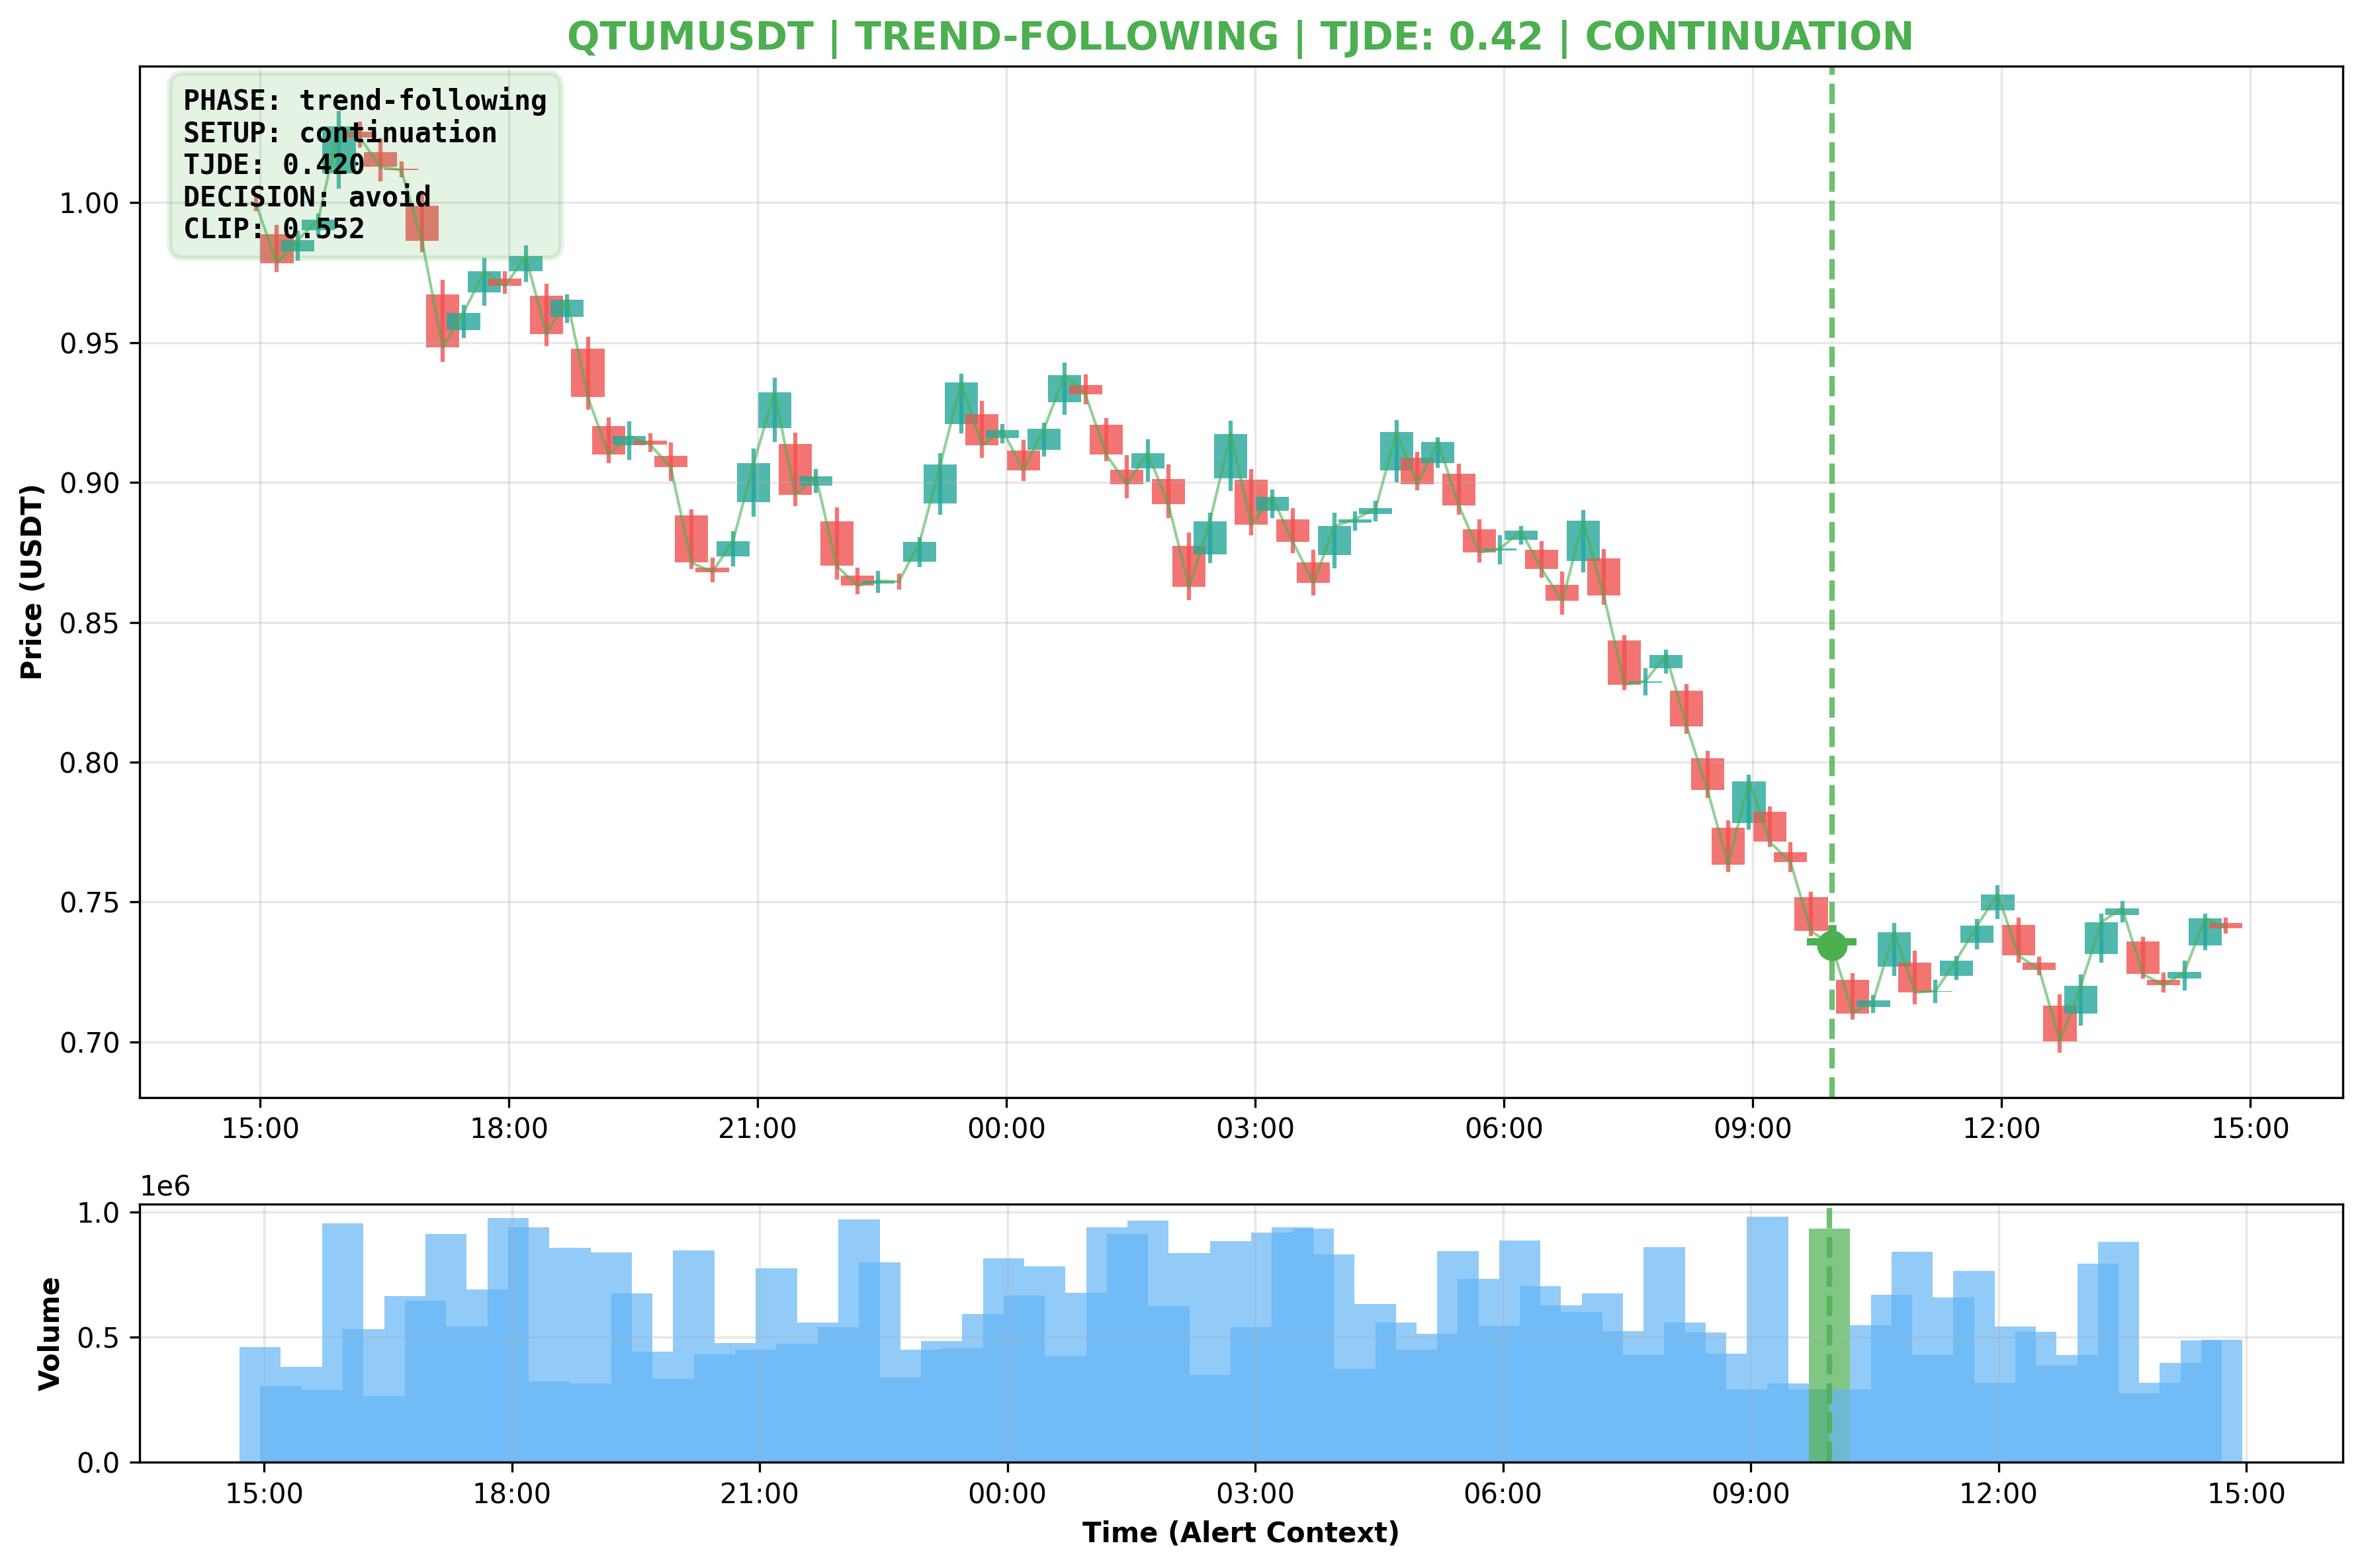 QTUMUSDT | TREND-FOLLOWING | TJDE: 0.42 | CONTINUATION
PHASE: trend-following
SETUP: continuation
TJDE: 0.420
DECISION: avoid
CLIP: 0.552
Price (USDT)
1.00
0.95
0.90
0.85
0.80
0.75
0.70
15:00 18:00 21:00 00:00 03:00 06:00 09:00 12:00 15:00
1e6
Volume
1.0
0.5
0.0
15:00 18:00 21:00 00:00 03:00 06:00 09:00 12:00 15:00
Time (Alert Context)